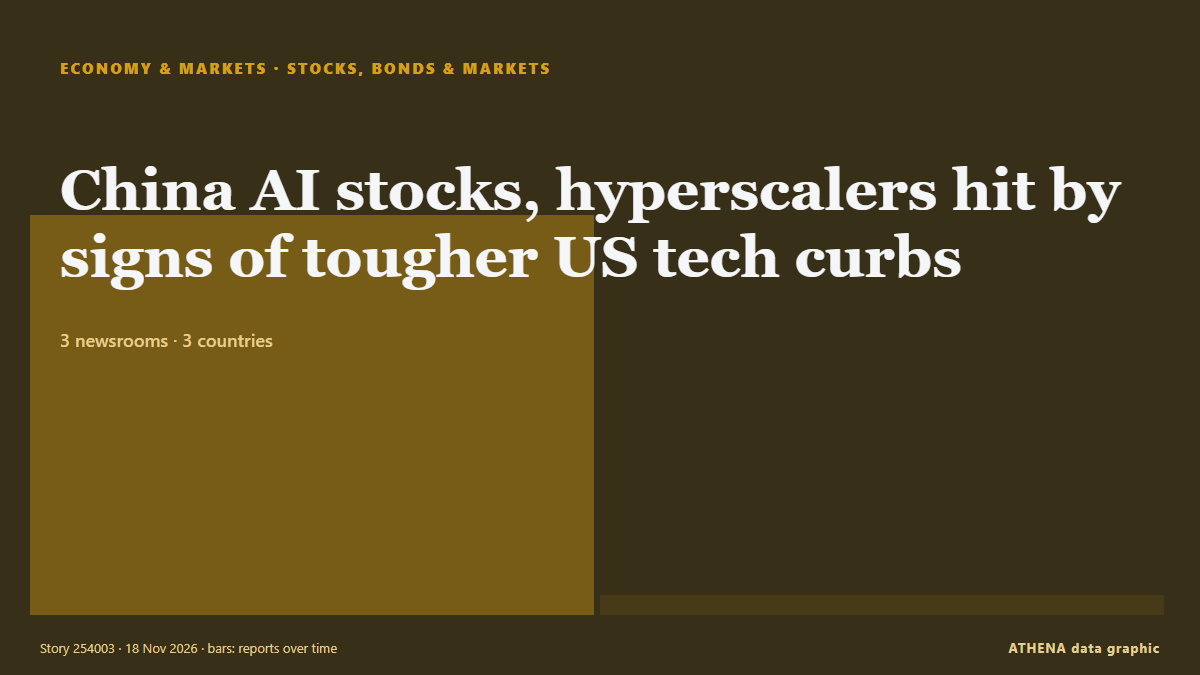 ECONOMY & MARKETS · STOCKS, BONDS & MARKETS
China AI stocks, hyperscalers hit by
signs of tougher US tech curbs
3 newsrooms · 3 countries
Story 254003 · 18 Nov 2026 · bars: reports over time
ATHENA data graphic